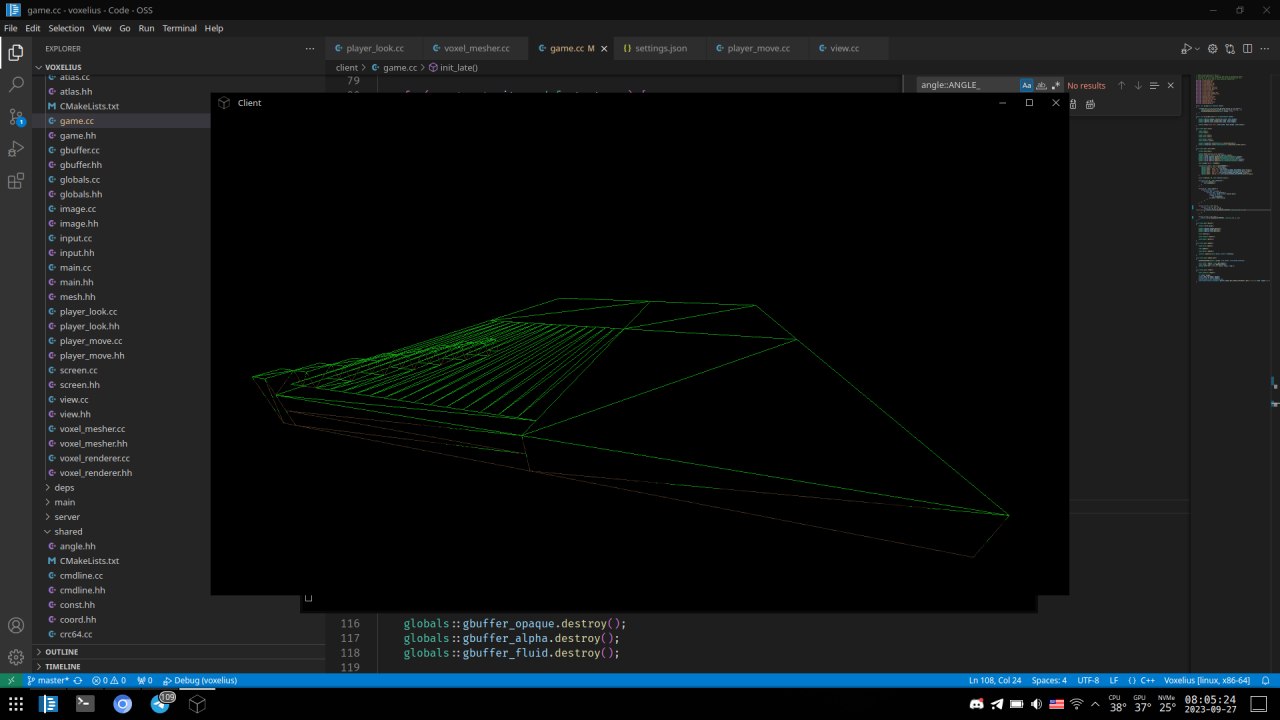 game.cc - voxelius - Code - OSS
File Edit Selection View Go Run Terminal Help
EXPLORER
player_look.cc voxel_mesher.cc game.cc M settings.json player_move.cc view.cc
VOXELIUS
client > game.cc > init_late()
atlas.cc
atlas.hh
CMakeLists.txt
game.cc
game.hh
gbuffer.cc
gbuffer.hh
globals.cc
globals.hh
image.cc
image.hh
input.cc
input.hh
main.cc
main.hh
mesh.hh
player_look.cc
player_look.hh
player_move.cc
player_move.hh
screen.cc
screen.hh
view.cc
view.hh
voxel_mesher.cc
voxel_mesher.hh
voxel_renderer.cc
voxel_renderer.hh
deps
main
server
shared
angle.hh
CMakeLists.txt
cmdline.cc
cmdline.hh
const.hh
coord.hh
crc64.cc
OUTLINE
TIMELINE
79
angle::ANGLE_ Aa ab No results
Client
116 globals::gbuffer_opaque.destroy();
117 globals::gbuffer_alpha.destroy();
118 globals::gbuffer_fluid.destroy();
119
master* 0 0 0 Debug (voxelius) Ln 108, Col 24 Spaces: 4 UTF-8 LF {} C++ Voxelius [linux, x86-64]
1
109
CPU 38° GPU 37° NVMe 25°
08:05:24
2023-09-27